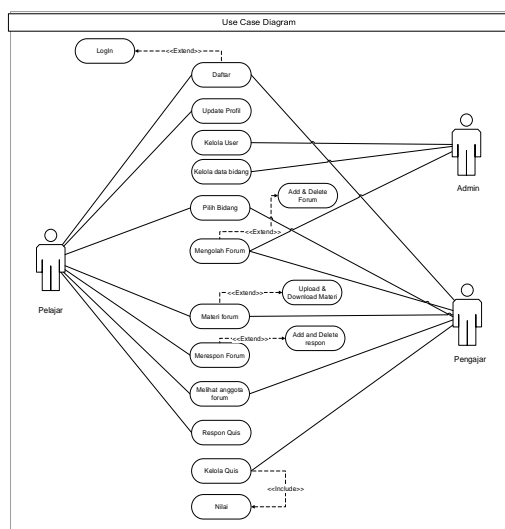 Use Case Diagram
LogIn
<<Extend>>
Daftar
Update Profil
Kelola User
Kelola data bidang
Admin
Add & Delete
Forum
Pilih Bidang
<<Extend>>
Mengolah Forum
Pelajar
Upload &
Download Materi
<<Extend>>
Materi forum
Pengajar
Add and Delete
respon
<<Extend>>
Merespon Forum
Melihat anggota
forum
Respon Quis
Kelola Quis
<<Include>>
Nilai